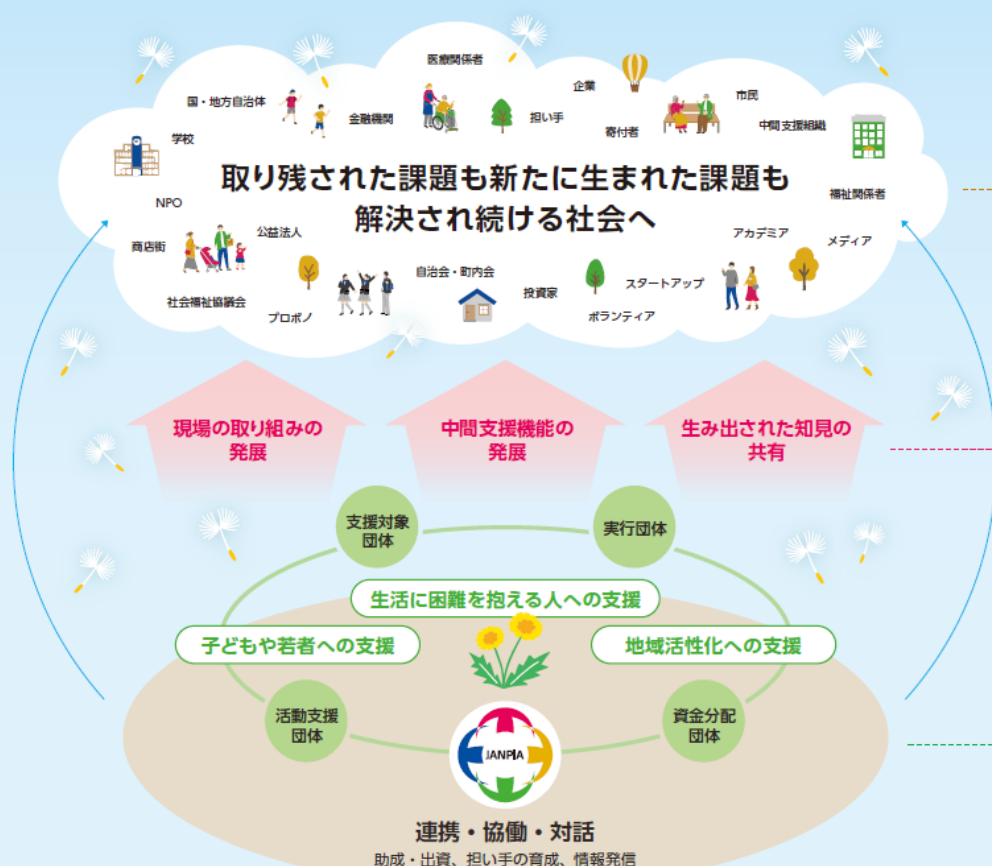 医療関係者
企業
国・地方自治体
市民
金融機関
担い手
寄付者
中間支援組織
学校
取り残された課題も新たに生まれた課題も
解決され続ける社会へ
福祉関係者
NPO
公益法人
アカデミア
メディア
商店街
自治会・町内会
投資家
スタートアップ
社会福祉協議会
プロボノ
ボランティア
現場の取り組みの
発展
中間支援機能の
発展
生み出された知見の
共有
支援対象
団体
実行団体
生活に困難を抱える人への支援
子どもや若者への支援
地域活性化への支援
活動支援
団体
資金分配
団体
JANPIA
連携・協働・対話
助成・出資、担い手の育成、情報発信